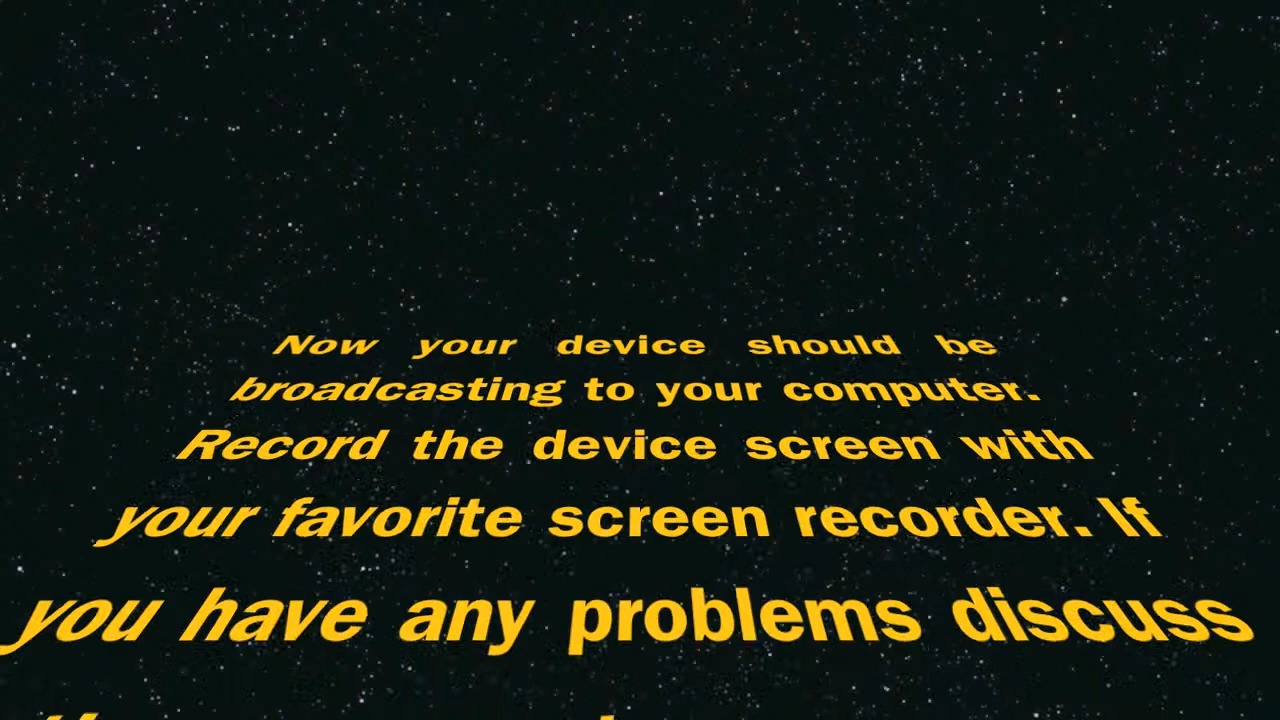 Now your device should be
broadcasting to your computer.
Record the device screen with
your favorite screen recorder. If
you have any problems discuss